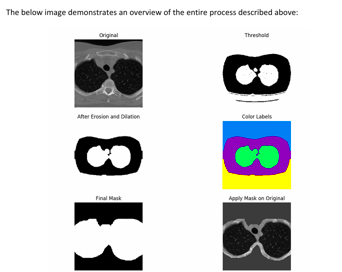 The below image demonstrates an overview of the entire process described above:
Original
Threshold
After Erosion and Dilation
Color Labels
Final Mask
Apply Mask on Original